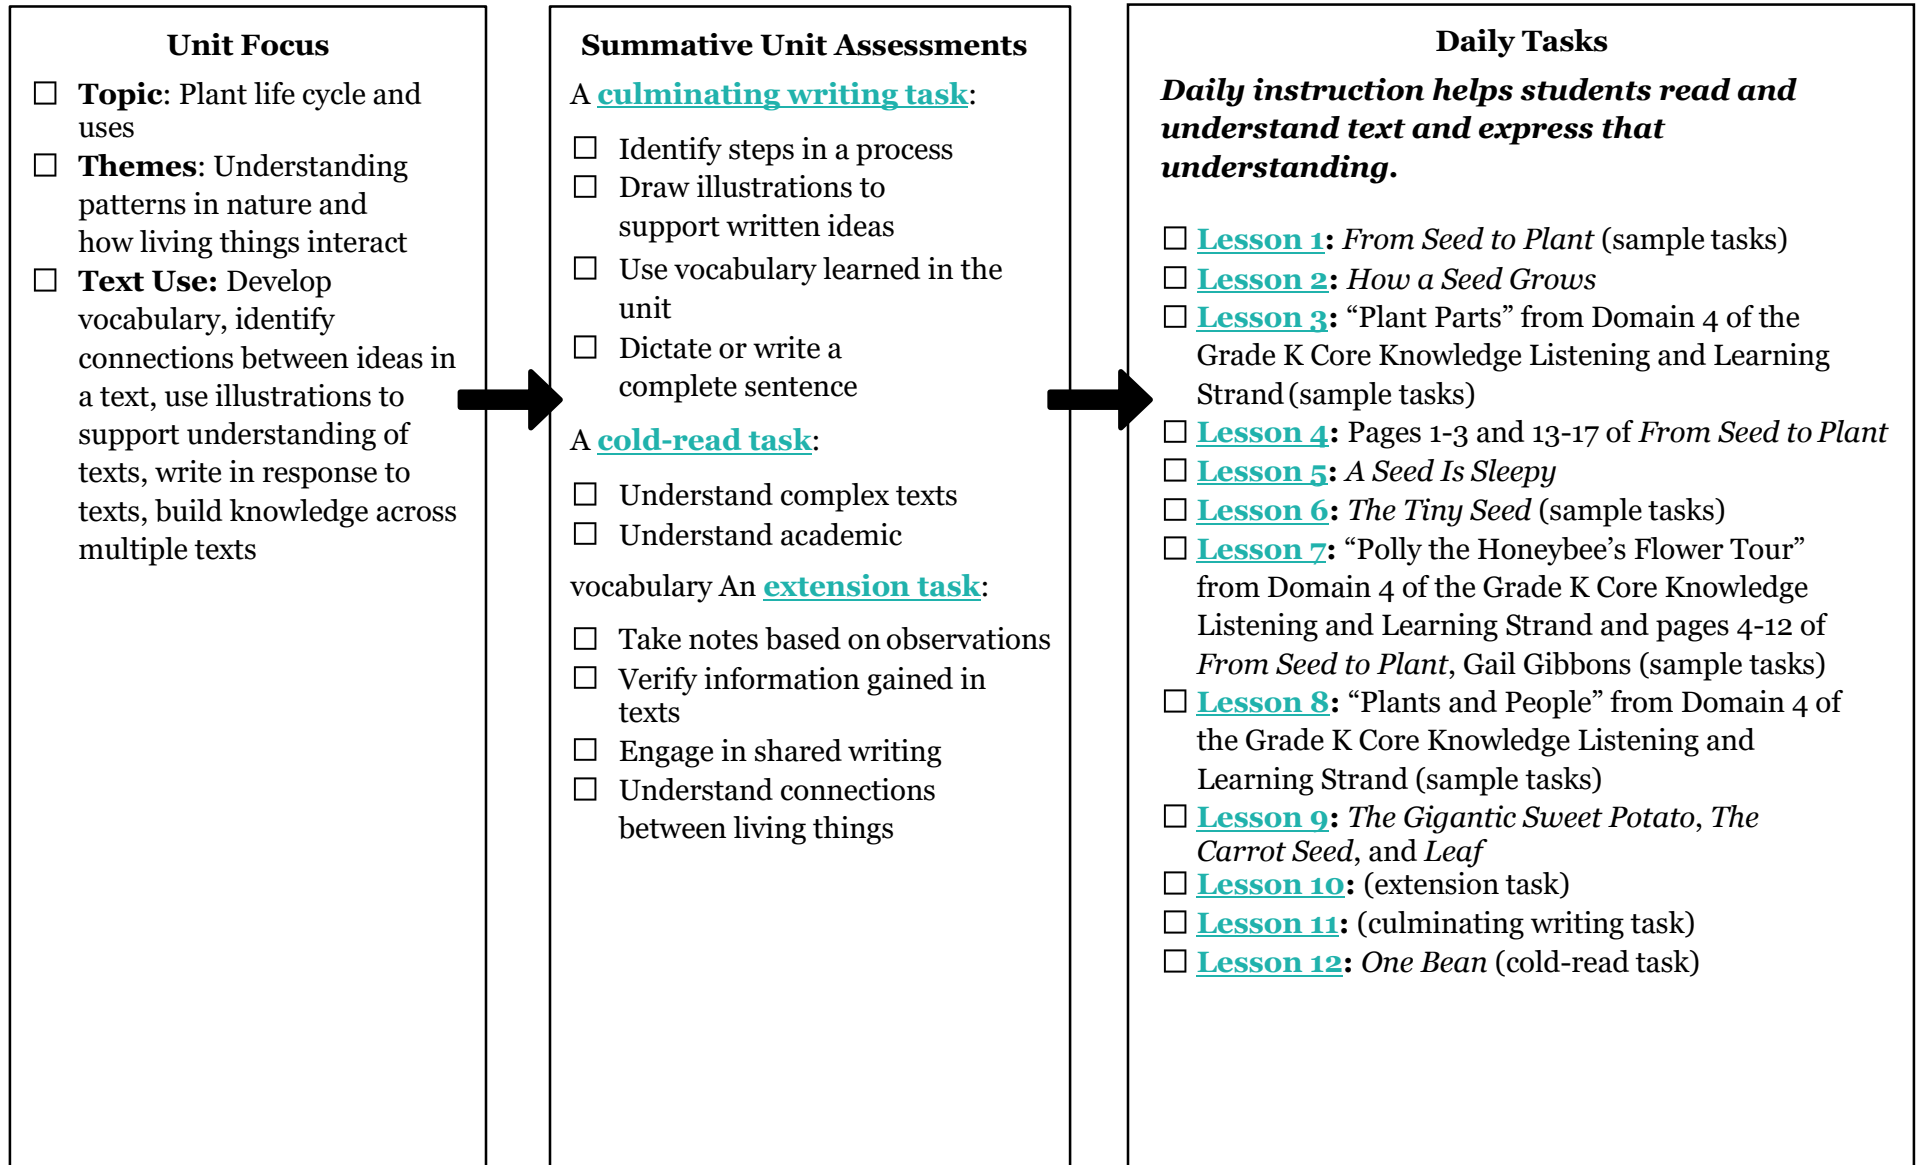 Unit Focus
☐ Topic: Plant life cycle and
uses
☐ Themes: Understanding
patterns in nature and
how living things interact
☐ Text Use: Develop
vocabulary, identify
connections between ideas in
a text, use illustrations to
support understanding of
texts, write in response to
texts, build knowledge across
multiple texts
Summative Unit Assessments
A culminating writing task:
☐ Identify steps in a process
☐ Draw illustrations to
support written ideas
☐ Use vocabulary learned in the
unit
☐ Dictate or write a
complete sentence
A cold-read task:
☐ Understand complex texts
☐ Understand academic
vocabulary An extension task:
☐ Take notes based on observations
☐ Verify information gained in
texts
☐ Engage in shared writing
☐ Understand connections
between living things
Daily Tasks
Daily instruction helps students read and
understand text and express that
understanding.
☐ Lesson 1: From Seed to Plant (sample tasks)
☐ Lesson 2: How a Seed Grows
☐ Lesson 3: “Plant Parts” from Domain 4 of the
Grade K Core Knowledge Listening and Learning
Strand (sample tasks)
☐ Lesson 4: Pages 1-3 and 13-17 of From Seed to Plant
☐ Lesson 5: A Seed Is Sleepy
☐ Lesson 6: The Tiny Seed (sample tasks)
☐ Lesson 7: “Polly the Honeybee’s Flower Tour”
from Domain 4 of the Grade K Core Knowledge
Listening and Learning Strand and pages 4-12 of
From Seed to Plant, Gail Gibbons (sample tasks)
☐ Lesson 8: “Plants and People” from Domain 4 of
the Grade K Core Knowledge Listening and
Learning Strand (sample tasks)
☐ Lesson 9: The Gigantic Sweet Potato, The
Carrot Seed, and Leaf
☐ Lesson 10: (extension task)
☐ Lesson 11: (culminating writing task)
☐ Lesson 12: One Bean (cold-read task)